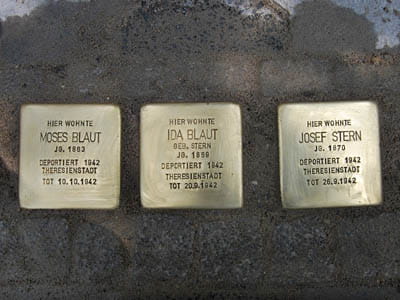 HIER WOHNTE
MOSES BLAUT
JG. 1863
DEPORTIERT 1942
THERESIENSTADT
TOT 10.10.1942
HIER WOHNTE
IDA BLAUT
GEB. STERN
JG. 1869
DEPORTIERT 1942
THERESIENSTADT
TOT 20.9.1942
HIER WOHNTE
JOSEF STERN
JG. 1870
DEPORTIERT 1942
THERESIENSTADT
TOT 26.9.1942